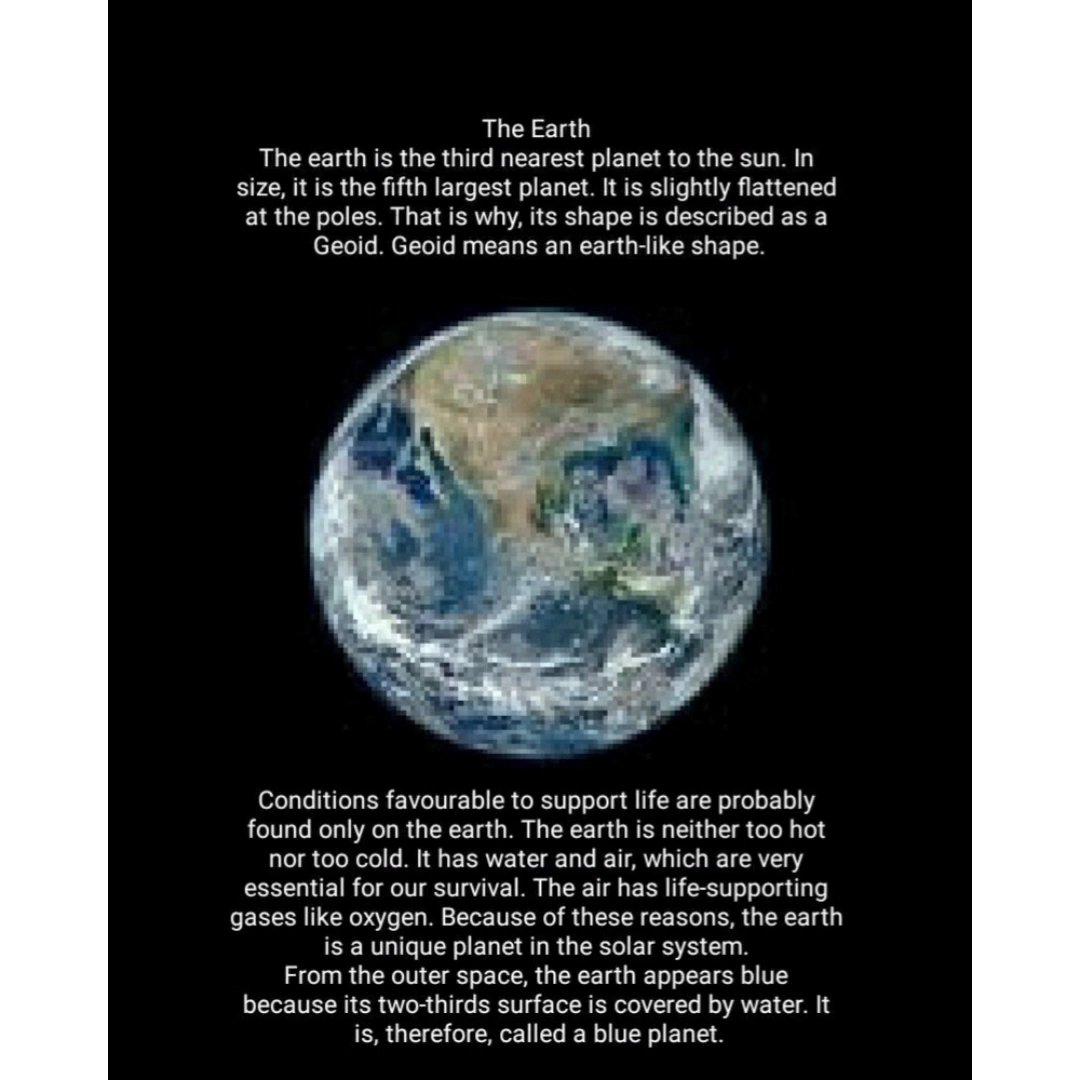 The Earth
The earth is the third nearest planet to the sun. In
size, it is the fifth largest planet. It is slightly flattened
at the poles. That is why, its shape is described as a
Geoid. Geoid means an earth-like shape.
Conditions favourable to support life are probably
found only on the earth. The earth is neither too hot
nor too cold. It has water and air, which are very
essential for our survival. The air has life-supporting
gases like oxygen. Because of these reasons, the earth
is a unique planet in the solar system.
From the outer space, the earth appears blue
because its two-thirds surface is covered by water. It
is, therefore, called a blue planet.